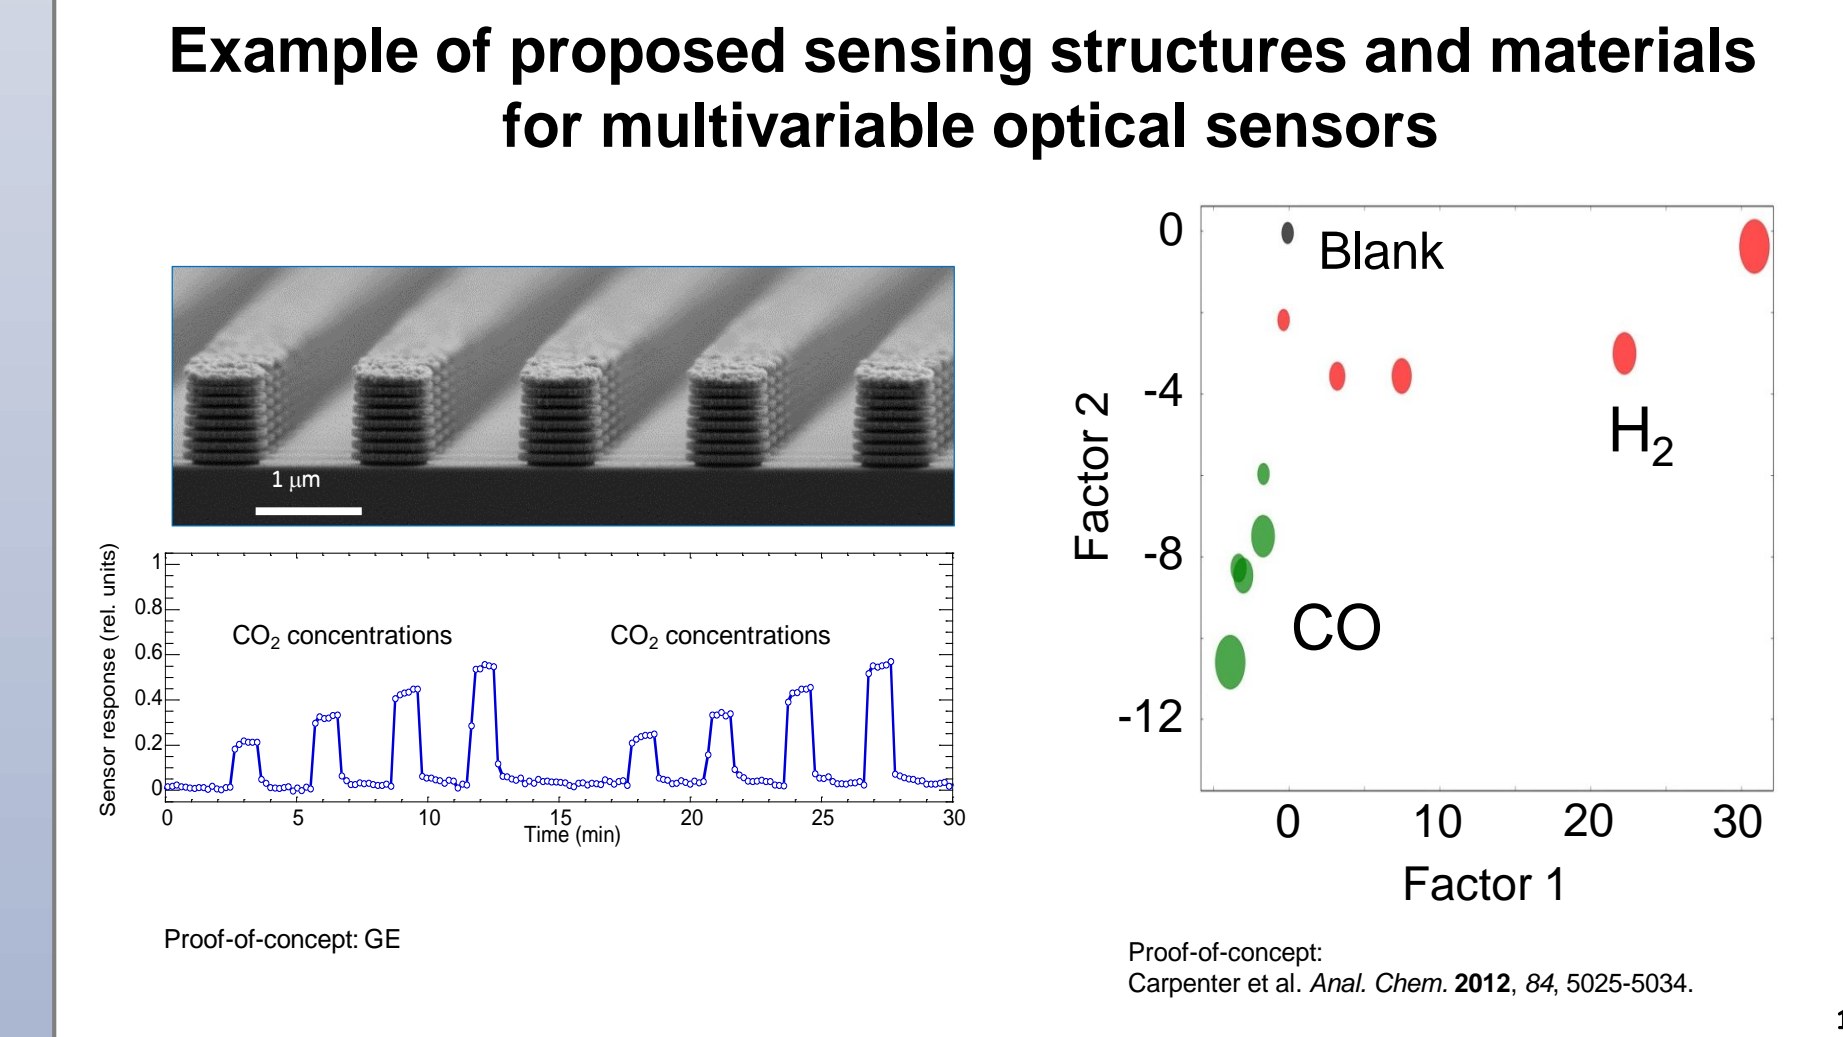 Example of proposed sensing structures and materials
for multivariable optical sensors
1 μm
Sensor response (rel. units)
1
0.8
0.6
0.4
0.2
0
CO₂ concentrations
CO₂ concentrations
0 5 10 15 20 25 30
Time (min)
Proof-of-concept: GE
Factor 2
0
-4
-8
-12
Blank
H₂
CO
0 10 20 30
Factor 1
Proof-of-concept:
Carpenter et al. Anal. Chem. 2012, 84, 5025-5034.